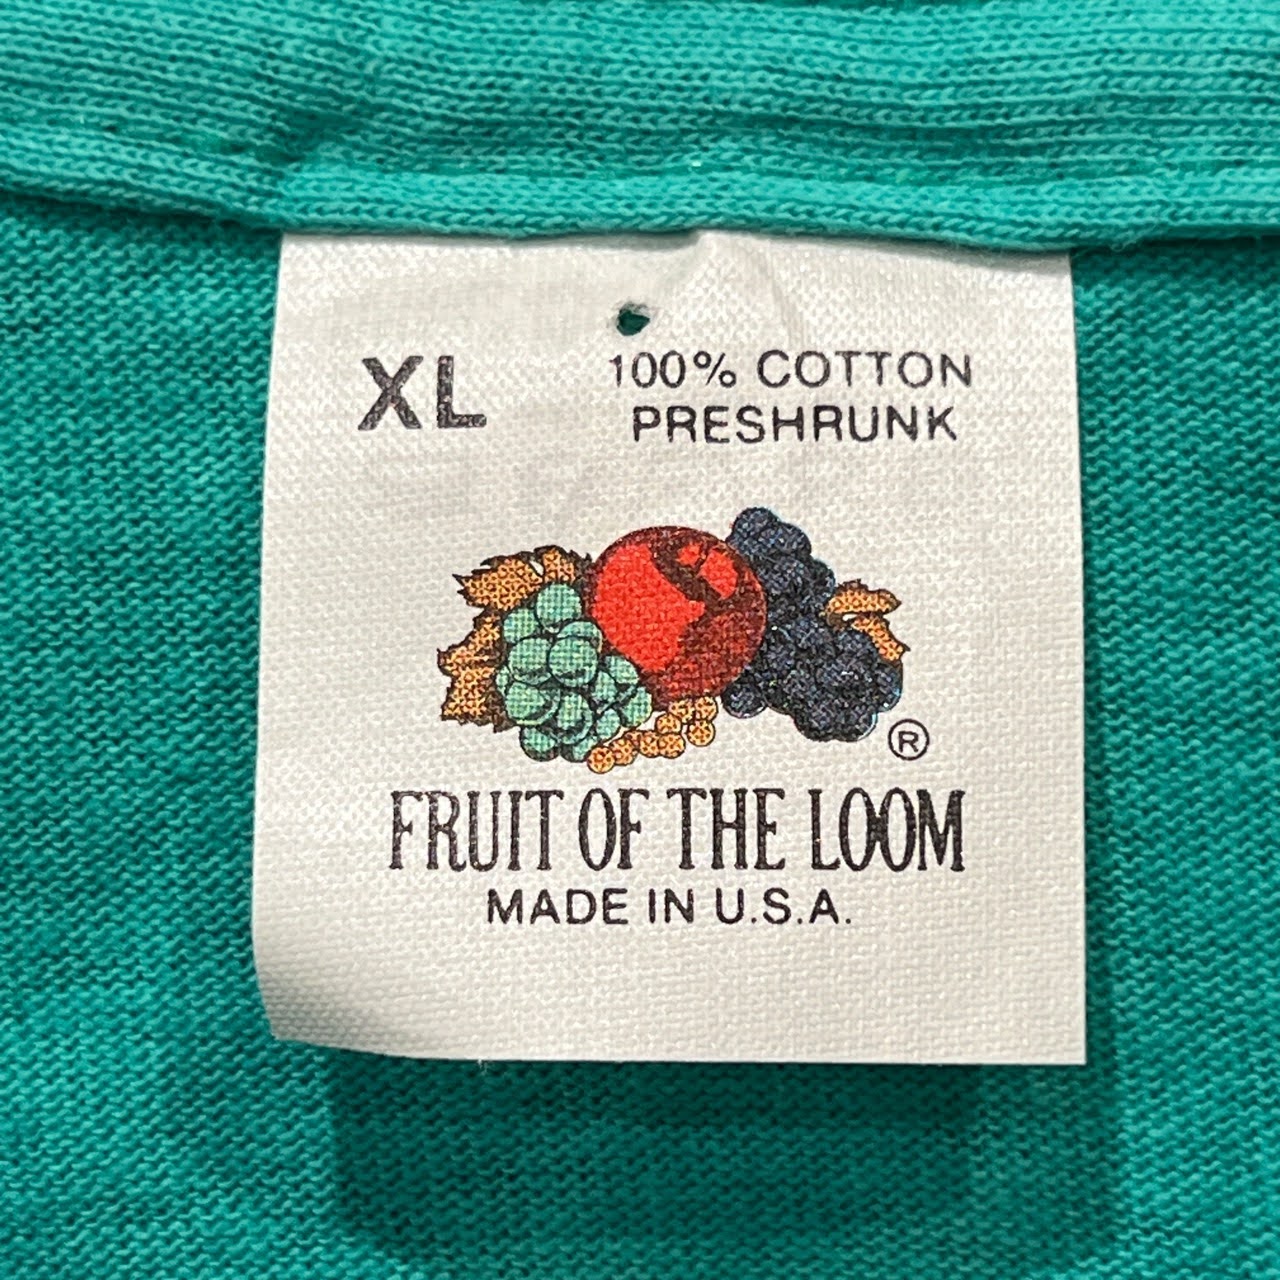 XL
100% COTTON
PRESHRUNK
®
FRUIT OF THE LOOM
MADE IN U.S.A.